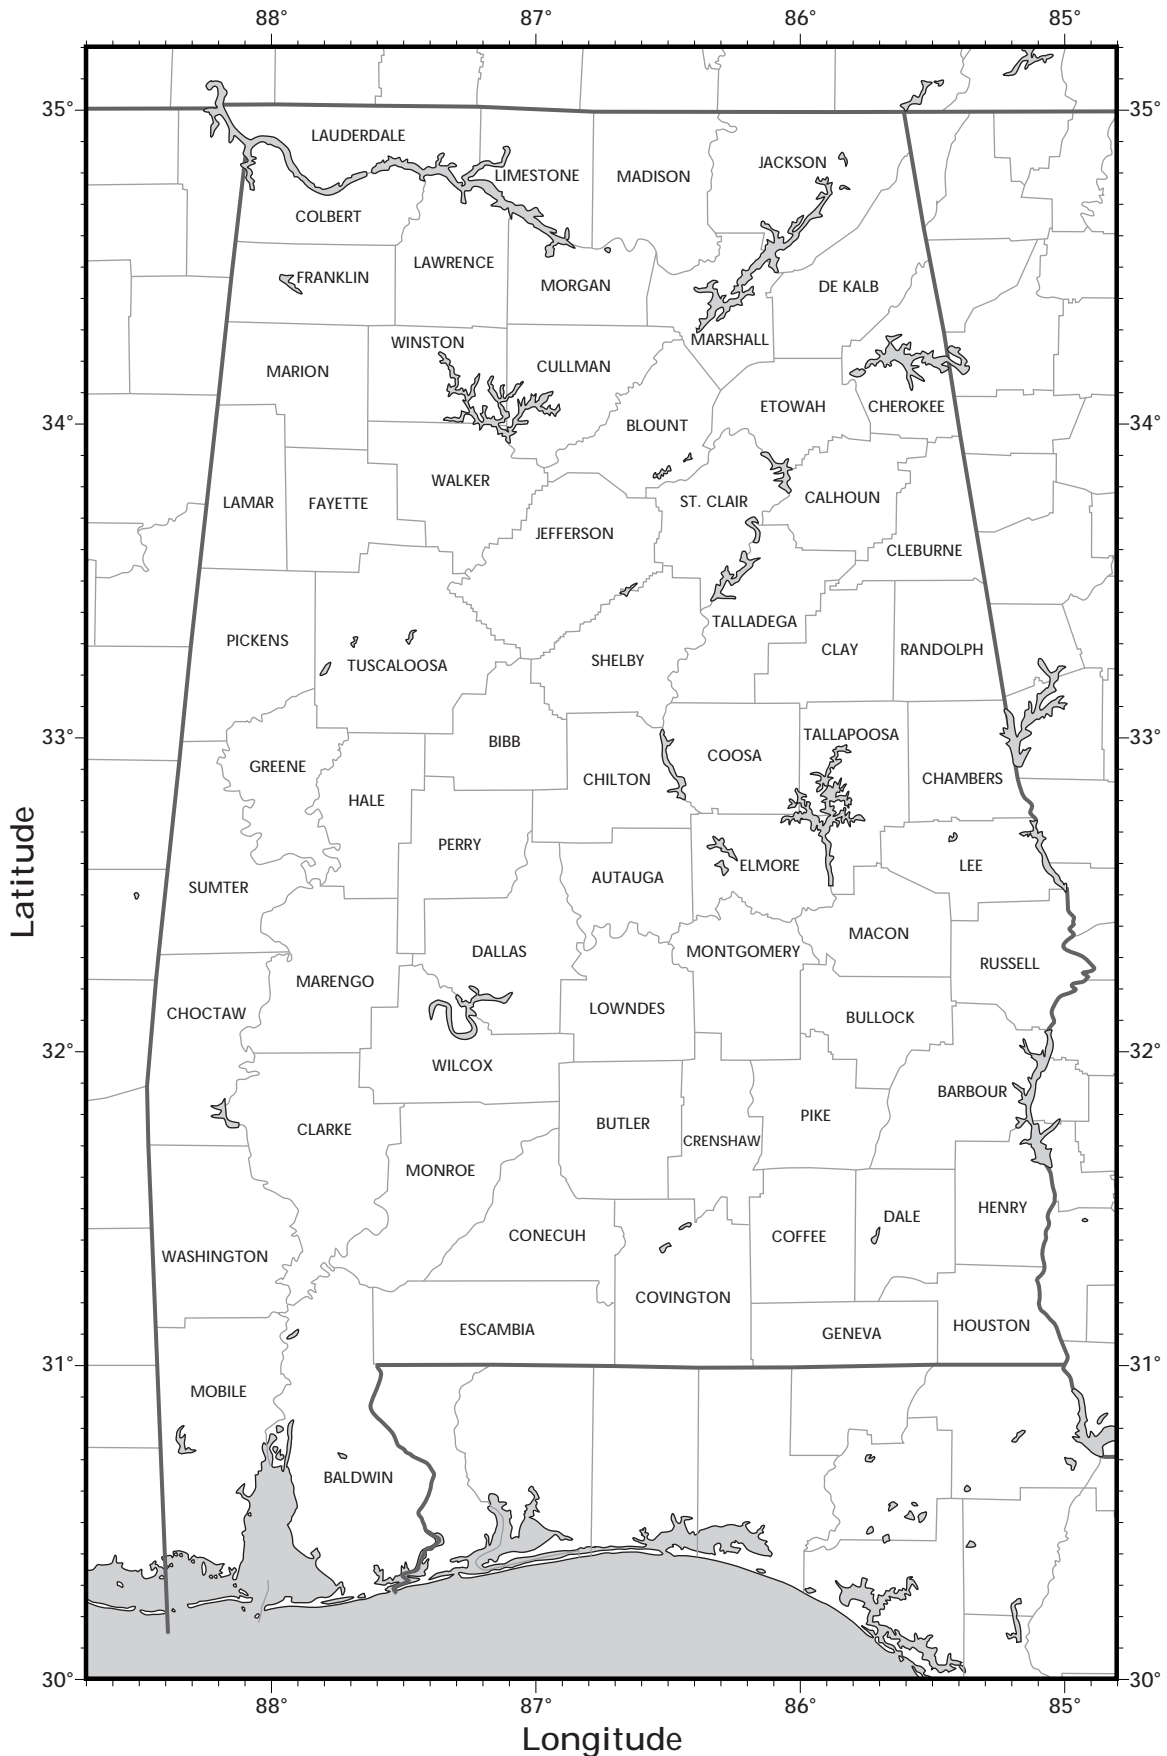 88° 87° 86° 85°
35° 35°
LAUDERDALE
JACKSON
LIMESTONE MADISON
COLBERT
LAWRENCE
FRANKLIN
MORGAN DE KALB
MARSHALL
WINSTON
CULLMAN
MARION
ETOWAH CHEROKEE
34° BLOUNT 34°
WALKER
CALHOUN
LAMAR FAYETTE ST. CLAIR
JEFFERSON
CLEBURNE
TALLADEGA
PICKENS
CLAY RANDOLPH
TUSCALOOSA SHELBY
33° BIBB TALLAPOOSA 33°
COOSA
GREENE
CHILTON CHAMBERS
HALE
PERRY
ELMORE LEE
AUTAUGA
SUMTER
Latitude
MACON
DALLAS MONTGOMERY
RUSSELL
MARENGO
LOWNDES
CHOCTAW BULLOCK
32° 32°
WILCOX
BARBOUR
PIKE
BUTLER
CLARKE
CRENSHAW
MONROE
HENRY
DALE
CONECUH COFFEE
WASHINGTON
COVINGTON
HOUSTON
ESCAMBIA GENEVA
31° 31°
MOBILE
BALDWIN
30° 30°
88° 87° 86° 85°
Longitude